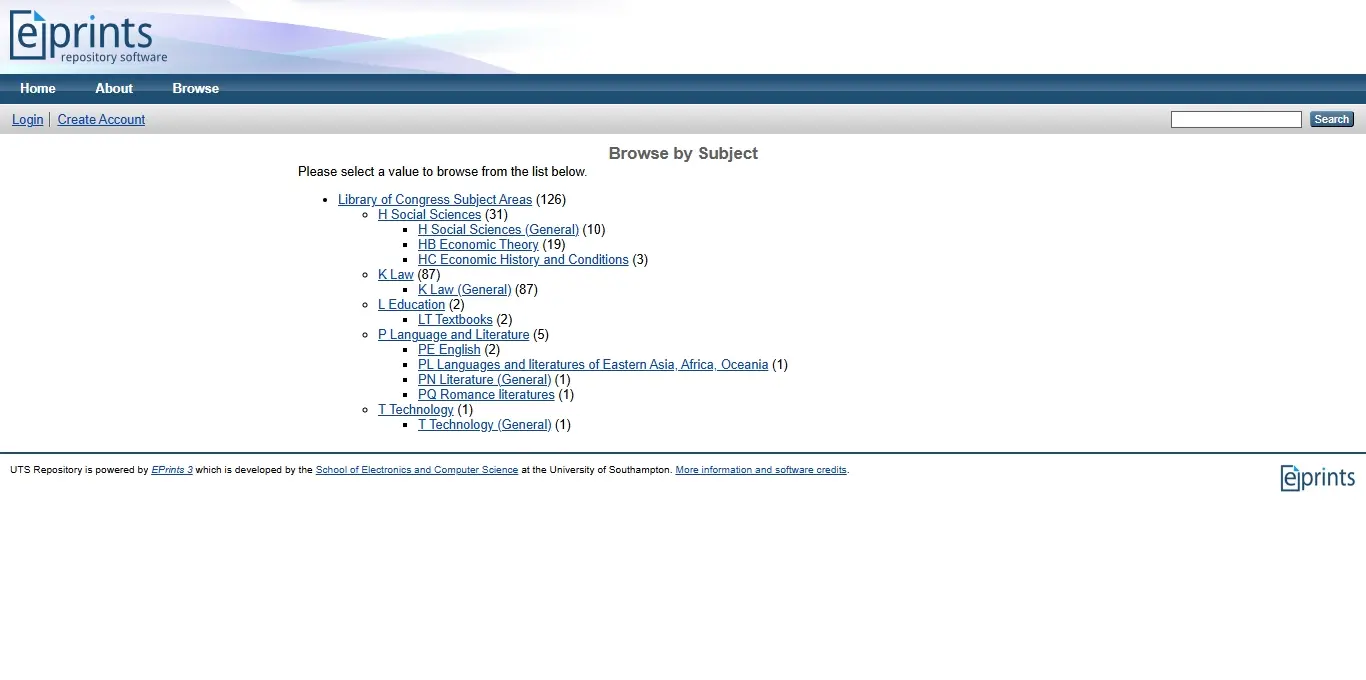 eprints
repository software
Home About Browse
Login Create Account Search
Browse by Subject
Please select a value to browse from the list below.
Library of Congress Subject Areas (126)
H Social Sciences (31)
H Social Sciences (General) (10)
HB Economic Theory (19)
HC Economic History and Conditions (3)
K Law (87)
K Law (General) (87)
L Education (2)
LT Textbooks (2)
P Language and Literature (5)
PE English (2)
PL Languages and literatures of Eastern Asia, Africa, Oceania (1)
PN Literature (General) (1)
PQ Romance literatures (1)
T Technology (1)
T Technology (General) (1)
UTS Repository is powered by EPrints 3 which is developed by the School of Electronics and Computer Science at the University of Southampton. More information and software credits.
eprints